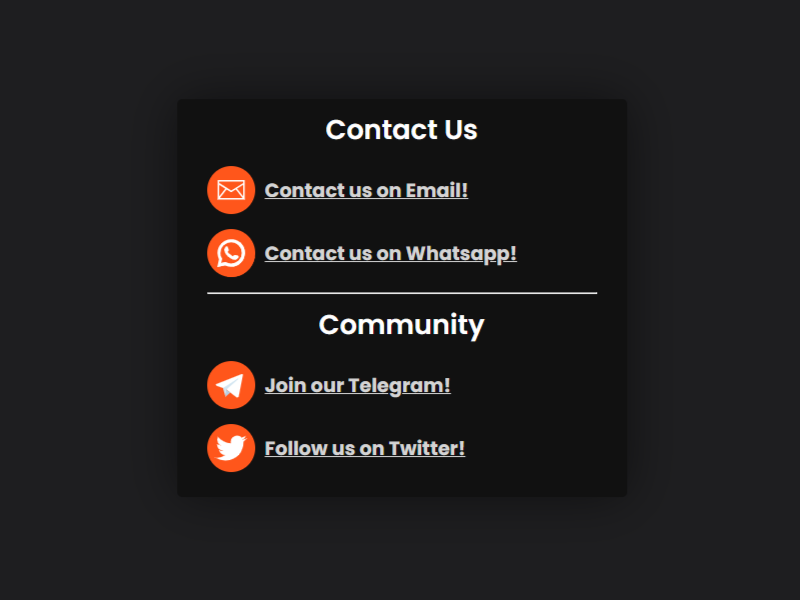 Contact Us
Contact us on Email!
Contact us on Whatsapp!
Community
Join our Telegram!
Follow us on Twitter!